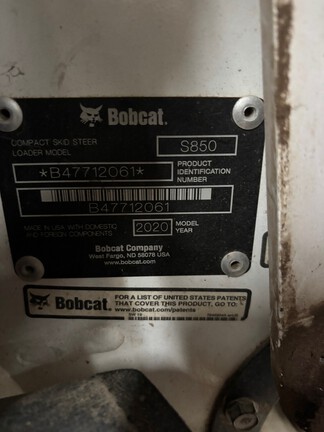 Bobcat.
COMPACT SKID STEER
LOADER MODEL
S850
*B47712061*
PRODUCT
IDENTIFICATION
NUMBER
B47712061
MADE IN USA WITH DOMESTIC
AND FOREIGN COMPONENTS
2020
MODEL
YEAR
Bobcat Company
West Fargo, ND 58078 USA
www.bobcat.com
Bobcat.
FOR A LIST OF UNITED STATES PATENTS
THAT COVER THIS PRODUCT, GO TO:
www.bobcat.com/patents